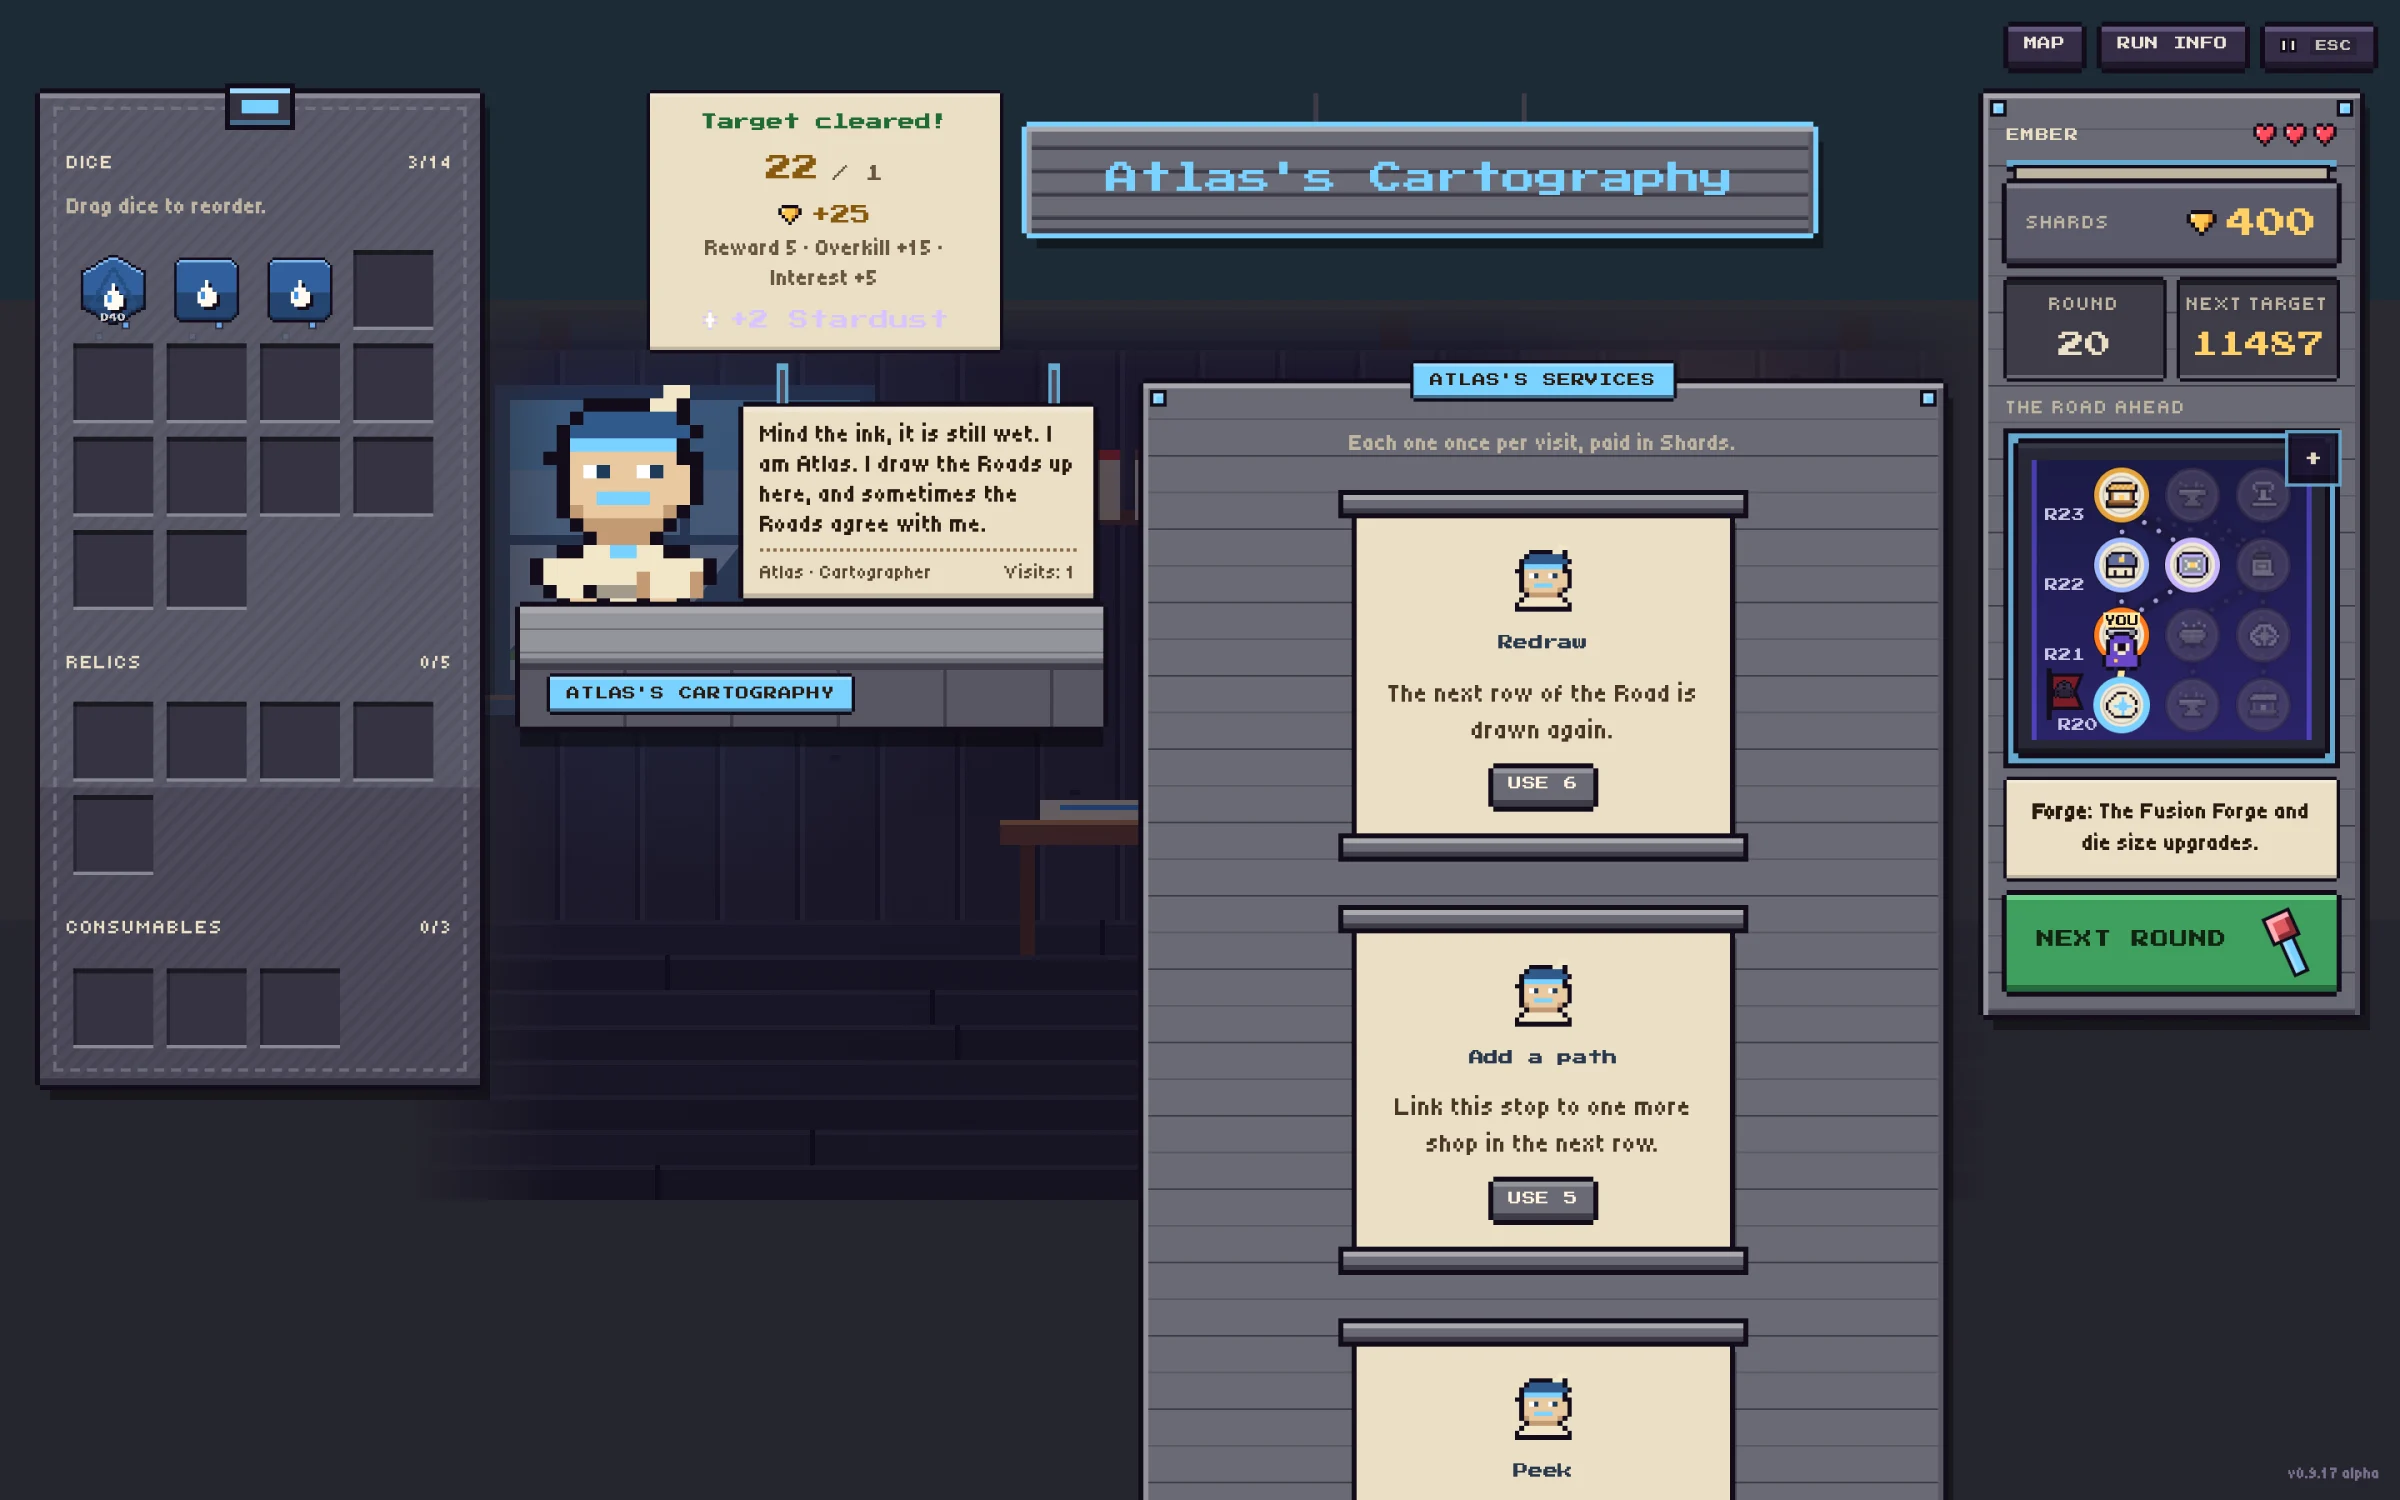 MAP
RUN INFO
ESC
DICE 3/14
Drag dice to reorder.
D40
RELICS 0/5
CONSUMABLES 0/3
Target cleared!
22 / 1
+25
Reward 5 · Overkill +15 ·
Interest +5
+2 Stardust
Atlas's Cartography
Mind the ink, it is still wet. I
am Atlas. I draw the Roads up
here, and sometimes the
Roads agree with me.
Atlas · Cartographer Visits: 1
ATLAS'S CARTOGRAPHY
ATLAS'S SERVICES
Each one once per visit, paid in Shards.
Redraw
The next row of the Road is
drawn again.
USE 6
Add a path
Link this stop to one more
shop in the next row.
USE 5
Peek
EMBER
SHARDS 400
ROUND
20
NEXT TARGET
11487
THE ROAD AHEAD
+
R23
R22
YOU
R21
R20
Forge: The Fusion Forge and
die size upgrades.
NEXT ROUND
v0.9.17 alpha